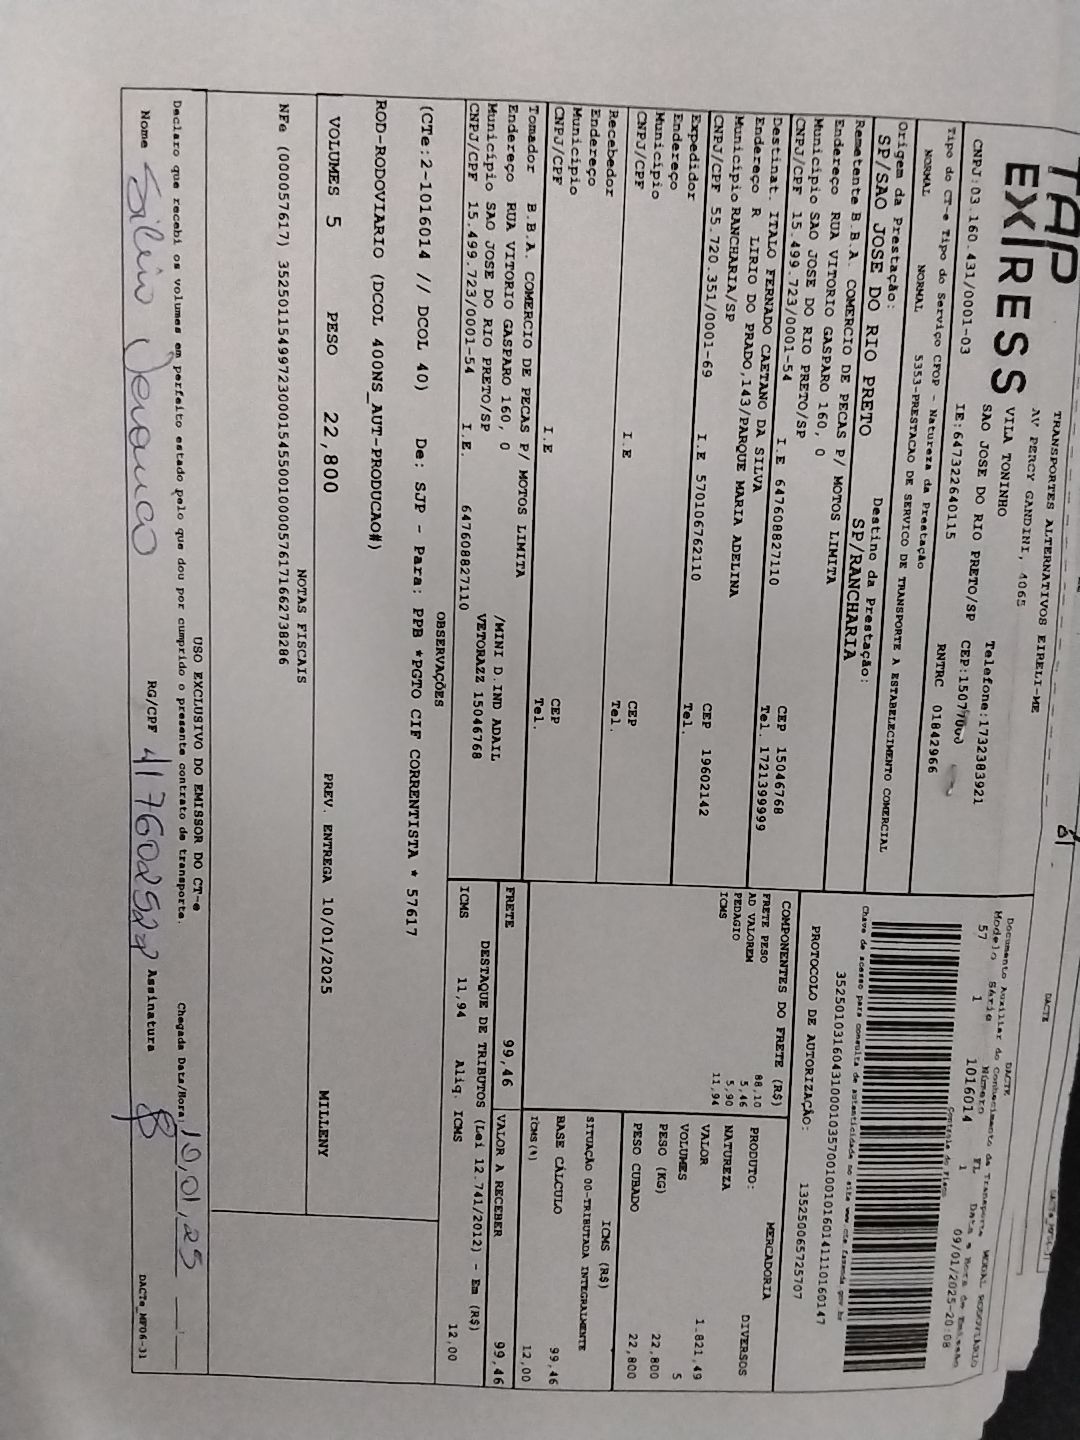 TAP
EX/RESS
TRANSPORTES ALTERNATIVOS EIRELI-ME
AV PERCY GANDINI, 4065
VILA TONINHO
SAO JOSE DO RIO PRETO/SP
Telefone:1732383921
CNPJ:03.160.431/0001-03 IE:647322640115 CEP:15077000
RNTRC 01842966
Tipo do CT-e Tipo do Serviço CFOP - Natureza da Prestação
NORMAL NORMAL 5353-PRESTACAO DE SERVICO DE TRANSPORTE A ESTABELECIMENTO COMERCIAL
Origem da Prestação: Destino da Prestação:
SP/SAO JOSE DO RIO PRETO SP/RANCHARIA
Remetente B.B.A. COMERCIO DE PECAS P/ MOTOS LIMITA
Endereço RUA VITORIO GASPARO 160, 0
Município SAO JOSE DO RIO PRETO/SP CEP 15046768
CNPJ/CPF 15.499.723/0001-54 I.E 647608827110 Tel. 1721399999
Destinat. ITALO FERNADO CAETANO DA SILVA
Endereço R LIRIO DO PRADO,143/PARQUE MARIA ADELINA
Município RANCHARIA/SP CEP 19602142
CNPJ/CPF 55.720.351/0001-69 I.E 570106762110 Tel.
Expedidor
Endereço
Município CEP
CNPJ/CPF I.E Tel.
Recebedor
Endereço
Município CEP
CNPJ/CPF I.E Tel.
Tomador B.B.A. COMERCIO DE PECAS P/ MOTOS LIMITA
Endereço RUA VITORIO GASPARO 160, 0 /MINI D.IND ADAIL
Município SAO JOSE DO RIO PRETO/SP VETORAZZ 15046768
CNPJ/CPF 15.499.723/0001-54 I.E. 647608827110
DACTE
DACTE
Documento Auxiliar do Conhecimento de Transporte MODAL RODOVIÁRIO
Modelo Série Número FL Data e Hora de Emissão
57 1 1016014 1 09/01/2025-20:08
Controle do Fisco
Chave de acesso para consulta de autenticidade no site www.cte.fazenda.gov.br
35250103160431000103570010010160141110160147
PROTOCOLO DE AUTORIZAÇÃO: 135250065725707
COMPONENTES DO FRETE (R$)
FRETE PESO 88,10
AD VALOREM 5,46
PEDAGIO 5,90
ICMS 11,94
MERCADORIA
PRODUTO: DIVERSOS
NATUREZA
VALOR 1.821,49
VOLUMES 5
PESO (KG) 22,800
PESO CUBADO 22,800
ICMS (R$)
SITUAÇÃO 00-TRIBUTADA INTEGRALMENTE
BASE CÁLCULO 99,46
ICMS(%) 12,00
FRETE 99,46 VALOR A RECEBER 99,46
DESTAQUE DE TRIBUTOS (Lei 12.741/2012) - Em (R$)
ICMS 11,94 Aliq. ICMS 12,00
OBSERVAÇÕES
(CTe:2-1016014 // DCOL 40) De: SJP - Para: PPB *PGTO CIF CORRENTISTA * 57617
ROD-RODOVIARIO (DCOL 400NS_AUT-PRODUCAO#)
VOLUMES 5 PESO 22,800 PREV. ENTREGA 10/01/2025 MILLENY
NOTAS FISCAIS
NFe (000057617) 35250115499723000154550010000576171662738286
USO EXCLUSIVO DO EMISSOR DO CT-e
Declaro que recebi os volumes em perfeito estado pelo que dou por cumprido o presente contrato de transporte. Chegada Data/Hora: 10/01/25
Nome RG/CPF 417602522 Assinatura
DACTe_MF06-31